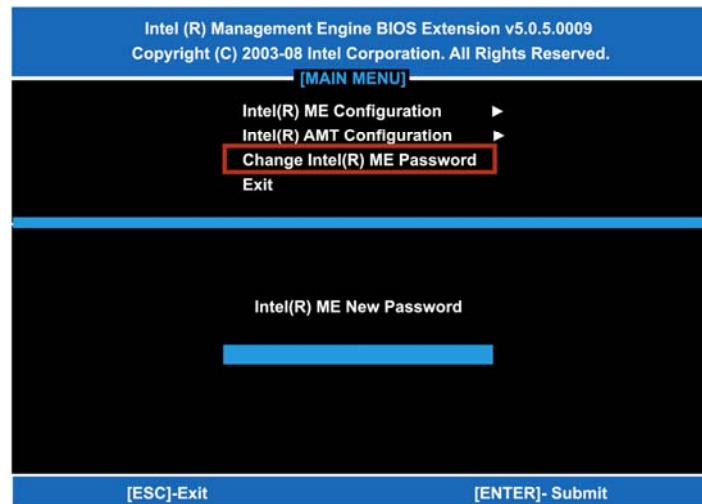 Intel (R) Management Engine BIOS Extension v5.0.5.0009
Copyright (C) 2003-08 Intel Corporation. All Rights Reserved.
[MAIN MENU]
Intel(R) ME Configuration ►
Intel(R) AMT Configuration ►
Change Intel(R) ME Password
Exit
Intel(R) ME New Password
[ESC]-Exit [ENTER]- Submit